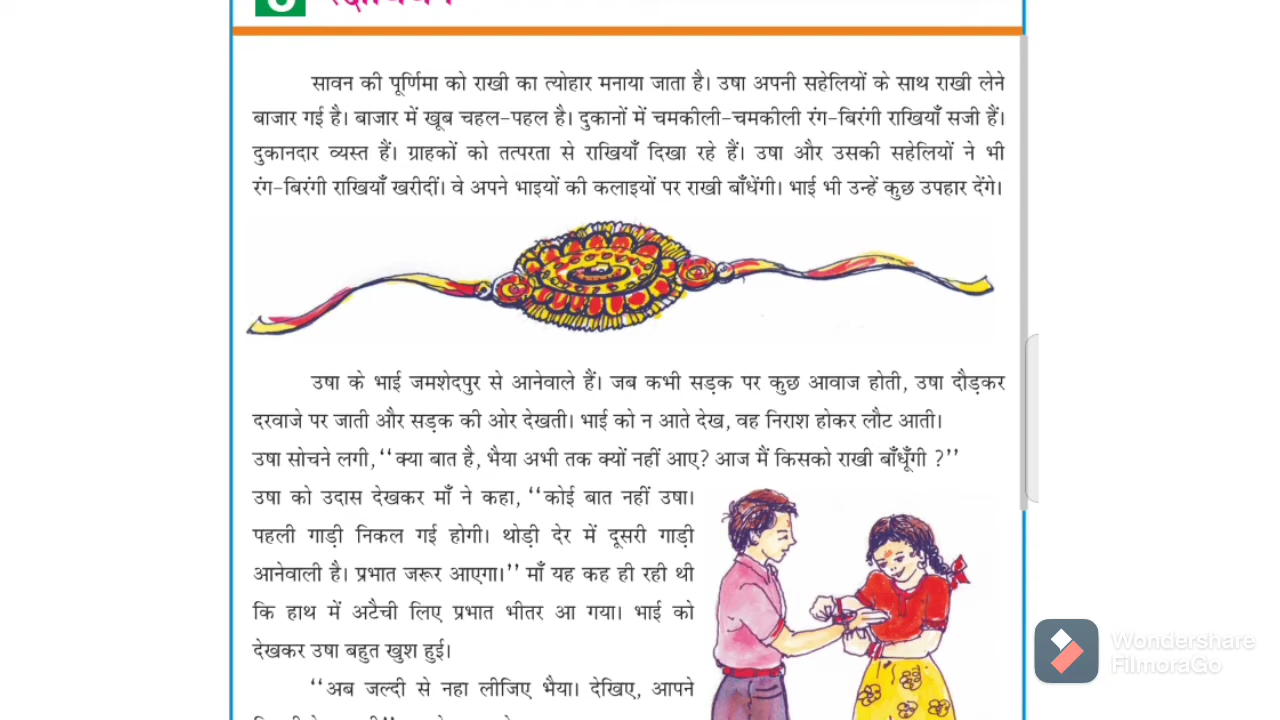 सावन की पूर्णिमा को राखी का त्योहार मनाया जाता है। उषा अपनी सहेलियों के साथ राखी लेने
बाजार गई है। बाजार में खूब चहल-पहल है। दुकानों में चमकीली-चमकीली रंग-बिरंगी राखियाँ सजी हैं।
दुकानदार व्यस्त हैं। ग्राहकों को तत्परता से राखियाँ दिखा रहे हैं। उषा और उसकी सहेलियों ने भी
रंग-बिरंगी राखियाँ खरीदीं। वे अपने भाइयों की कलाइयों पर राखी बाँधेंगी। भाई भी उन्हें कुछ उपहार देंगे।
उषा के भाई जमशेदपुर से आनेवाले हैं। जब कभी सड़क पर कुछ आवाज होती, उषा दौड़कर
दरवाजे पर जाती और सड़क की ओर देखती। भाई को न आते देख, वह निराश होकर लौट आती।
उषा सोचने लगी, ‘‘क्या बात है, भैया अभी तक क्यों नहीं आए? आज मैं किसको राखी बाँधूँगी ?’’
उषा को उदास देखकर माँ ने कहा, ‘‘कोई बात नहीं उषा।
पहली गाड़ी निकल गई होगी। थोड़ी देर में दूसरी गाड़ी
आनेवाली है। प्रभात जरूर आएगा।’’ माँ यह कह ही रही थी
कि हाथ में अटैची लिए प्रभात भीतर आ गया। भाई को
देखकर उषा बहुत खुश हुई।
‘‘अब जल्दी से नहा लीजिए भैया। देखिए, आपने
Wondershare
FilmoraGo